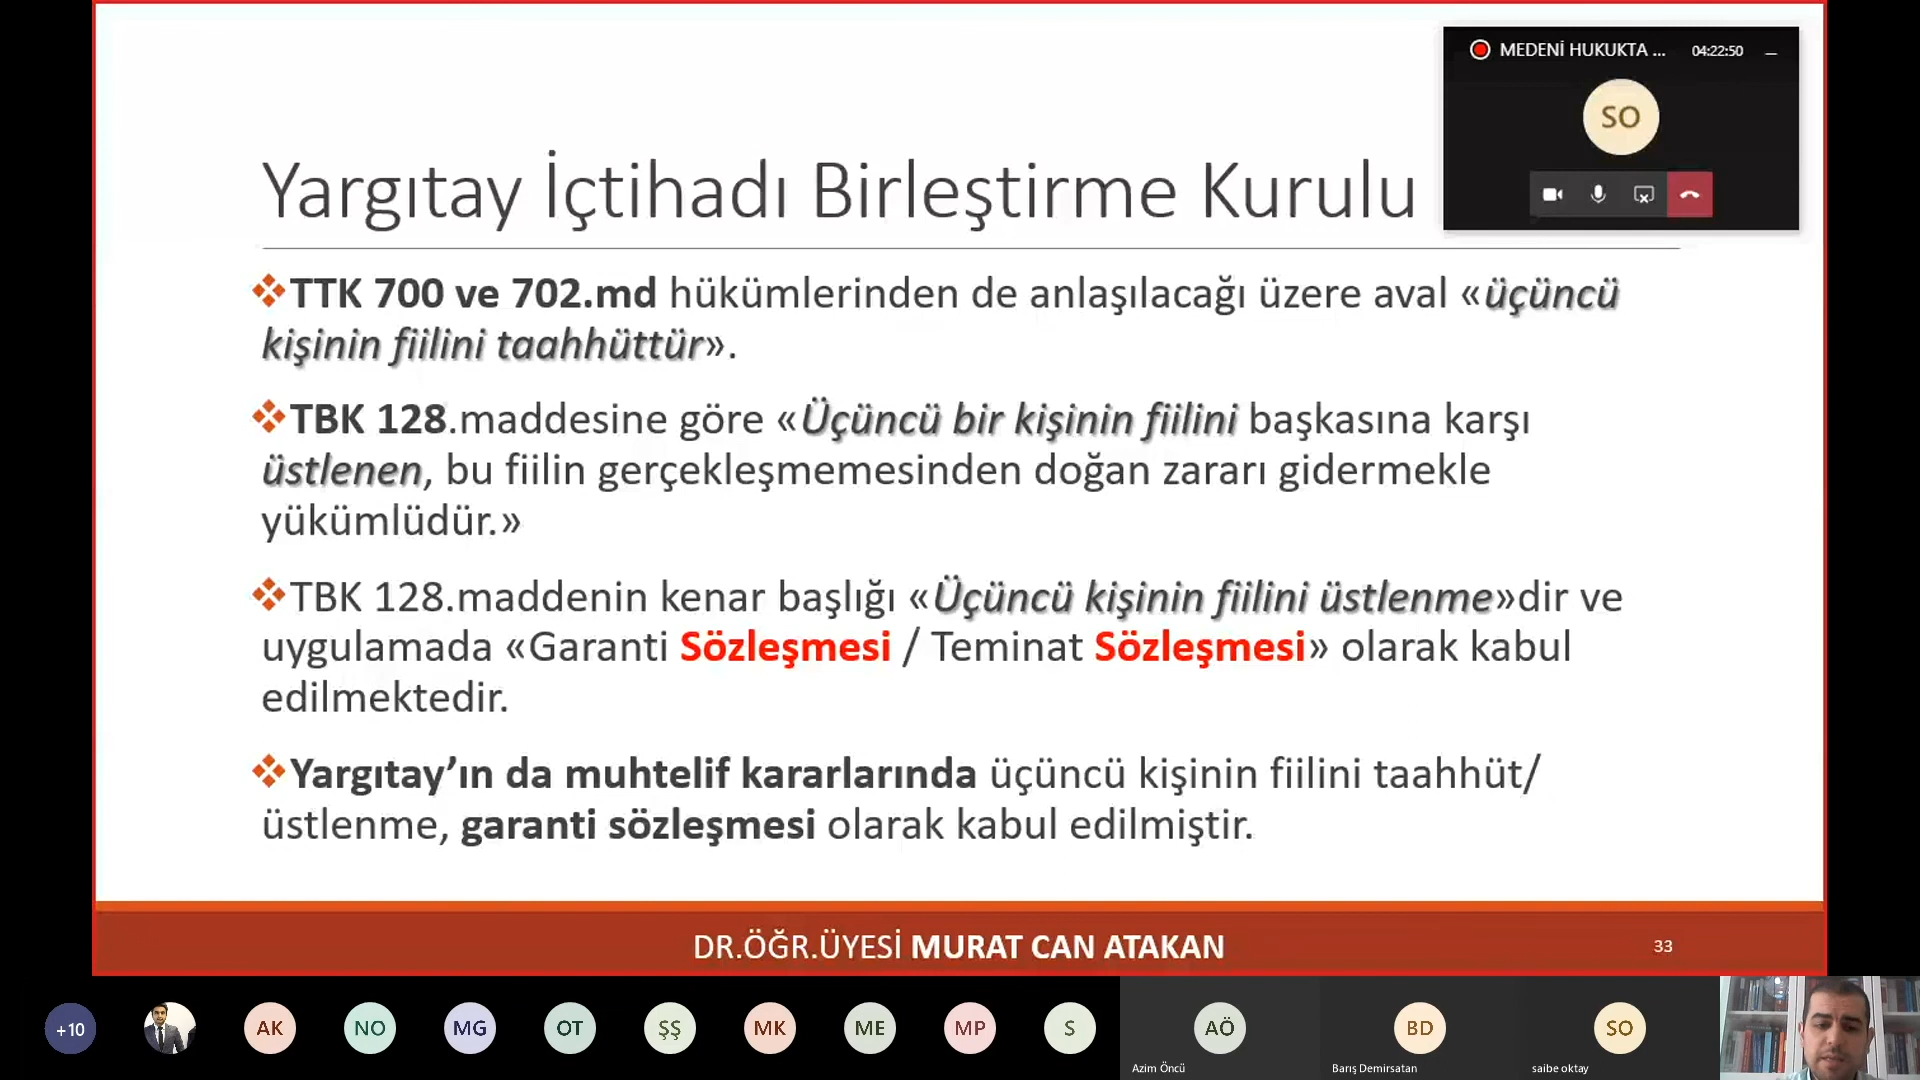 MEDENİ HUKUKTA ... 04:22:50
SO
Yargıtay İçtihadı Birleştirme Kurulu
TTK 700 ve 702.md hükümlerinden de anlaşılacağı üzere aval «üçüncü
kişinin fiilini taahhüttür».
TBK 128.maddesine göre «Üçüncü bir kişinin fiilini başkasına karşı
üstlenen, bu fiilin gerçekleşmemesinden doğan zararı gidermekle
yükümlüdür.»
TBK 128.maddenin kenar başlığı «Üçüncü kişinin fiilini üstlenme»dir ve
uygulamada «Garanti Sözleşmesi / Teminat Sözleşmesi» olarak kabul
edilmektedir.
Yargıtay’ın da muhtelif kararlarında üçüncü kişinin fiilini taahhüt/
üstlenme, garanti sözleşmesi olarak kabul edilmiştir.
DR.ÖĞR.ÜYESİ MURAT CAN ATAKAN
33
+10 AK NO MG OT ŞŞ MK ME MP S AÖ BD SO
Azim Öncü Barış Demirsatan saibe oktay